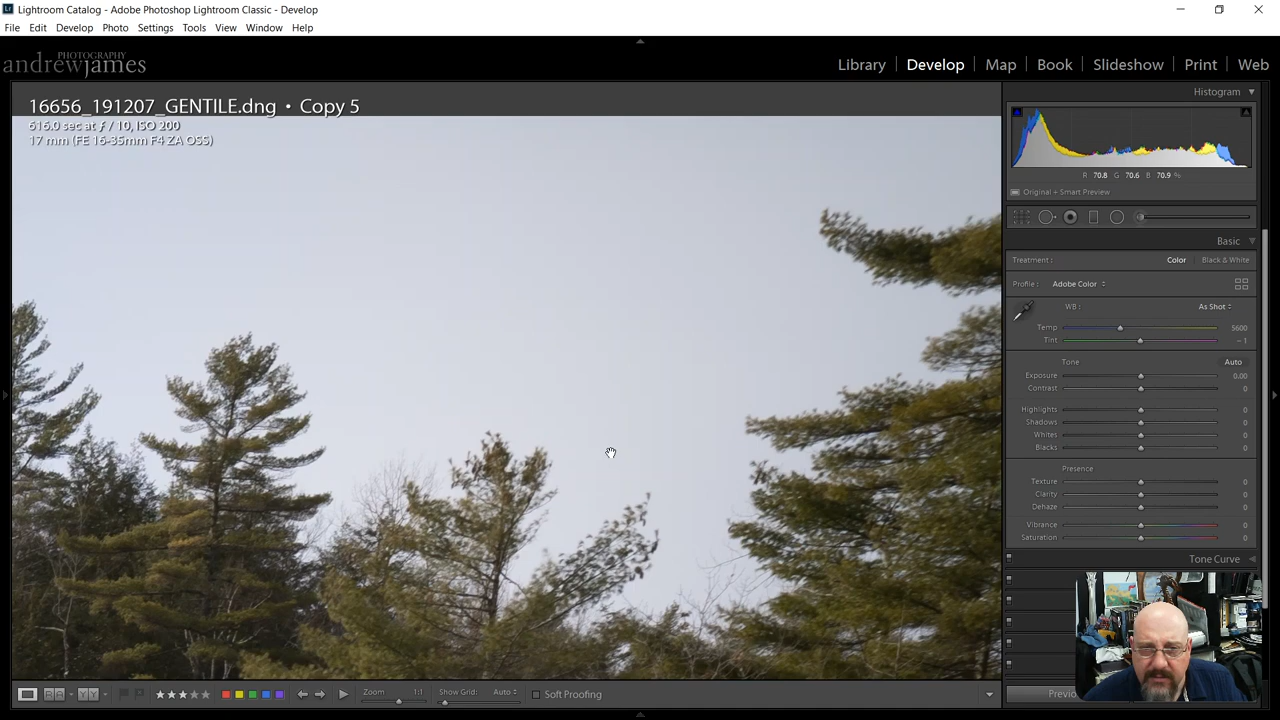 Lightroom Catalog - Adobe Photoshop Lightroom Classic - Develop
File Edit Develop Photo Settings Tools View Window Help
PHOTOGRAPHY
andrewjames
Library | Develop | Map | Book | Slideshow | Print | Web
Histogram
16656_191207_GENTILE.dng • Copy 5
616.0 sec at ƒ / 10, ISO 200
17 mm (FE 16-35mm F4 ZA OSS)
R 70.8 G 70.6 B 70.9 %
Original + Smart Preview
Basic
Treatment : Color | Black & White
Profile : Adobe Color
WB : As Shot
Temp 5600
Tint – 1
Tone Auto
Exposure 0.00
Contrast 0
Highlights 0
Shadows 0
Whites 0
Blacks 0
Presence
Texture 0
Clarity 0
Dehaze 0
Vibrance 0
Saturation 0
Tone Curve
Zoom 1:1 Show Grid: Auto Soft Proofing